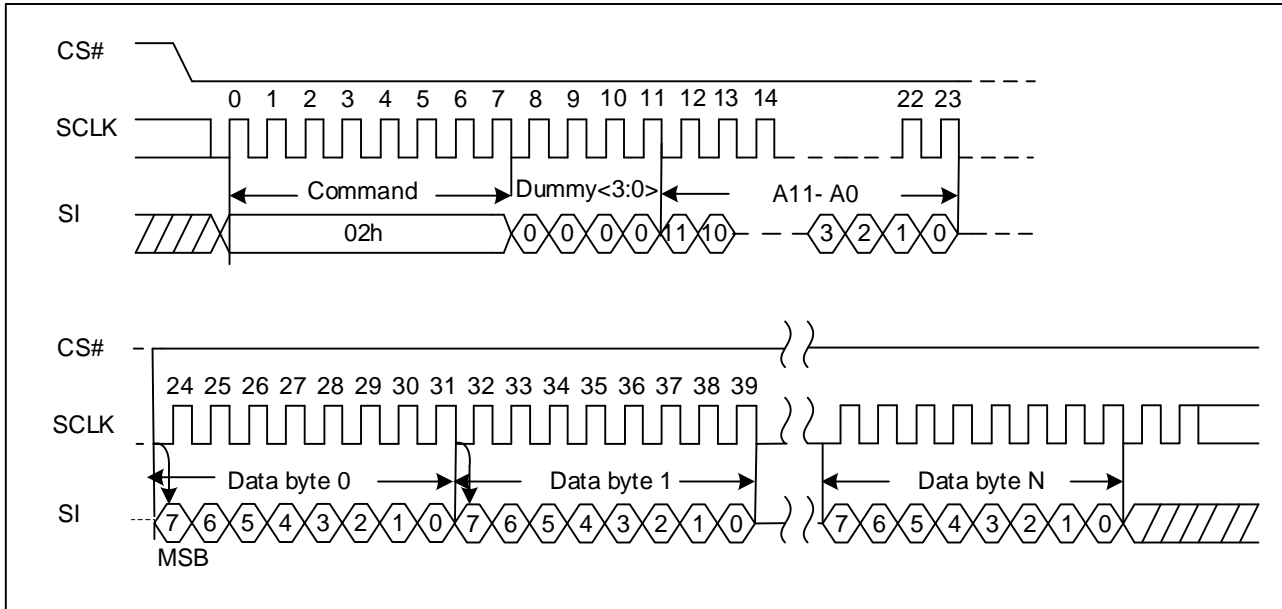 CS#
0 1 2 3 4 5 6 7 8 9 10 11 12 13 14 22 23
SCLK
Command Dummy<3:0> A11- A0
SI
02h 0 0 0 0 11 10 3 2 1 0
CS#
24 25 26 27 28 29 30 31 32 33 34 35 36 37 38 39
SCLK
Data byte 0 Data byte 1 Data byte N
SI
7 6 5 4 3 2 1 0 7 6 5 4 3 2 1 0 7 6 5 4 3 2 1 0
MSB